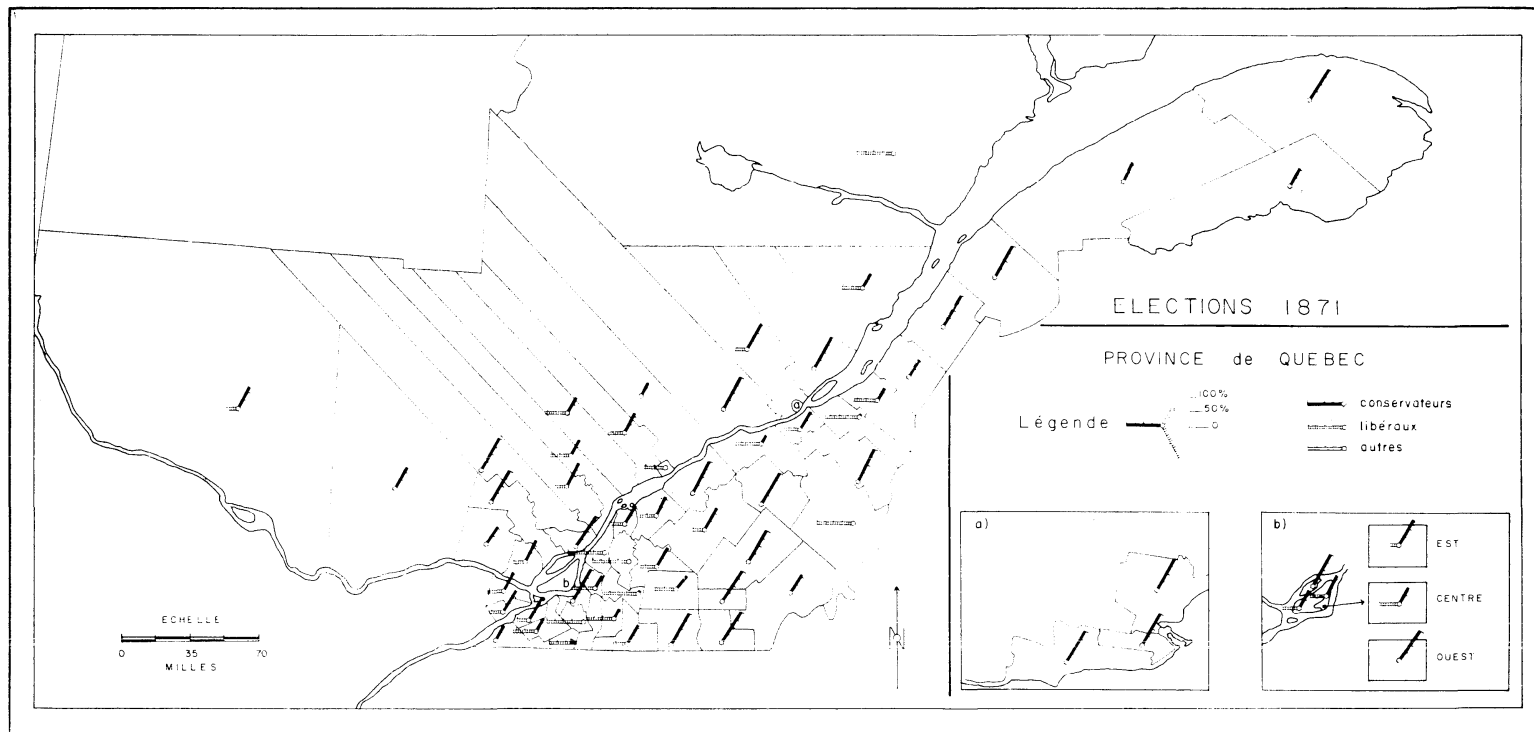 ELECTIONS 1871
PROVINCE de QUÉBEC
Légende
100%
50%
0
conservateurs
libéraux
autres
a
b
ECHELLE
0 35 70
MILLES
N
a)
b)
EST
CENTRE
OUEST